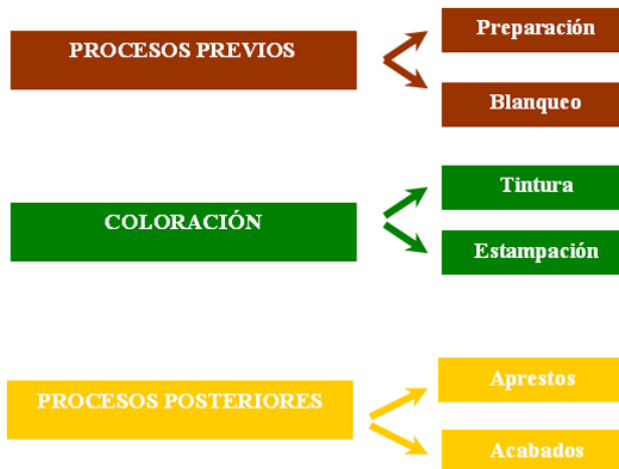 PROCESOS PREVIOS
Preparación
Blanqueo
COLORACIÓN
Tintura
Estampación
PROCESOS POSTERIORES
Aprestos
Acabados